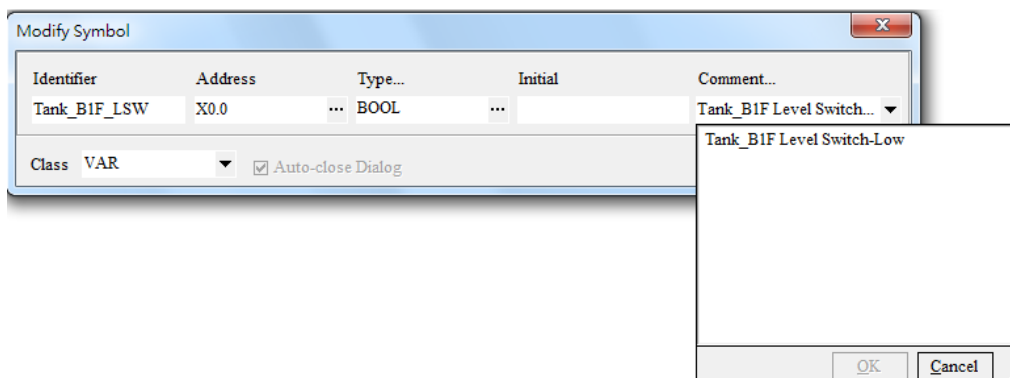 Modify Symbol
Identifier Address Type... Initial Comment...
Tank_B1F_LSW X0.0 ... BOOL ... Tank_B1F Level Switch...
Tank_B1F Level Switch-Low
Class VAR Auto-close Dialog
OK Cancel